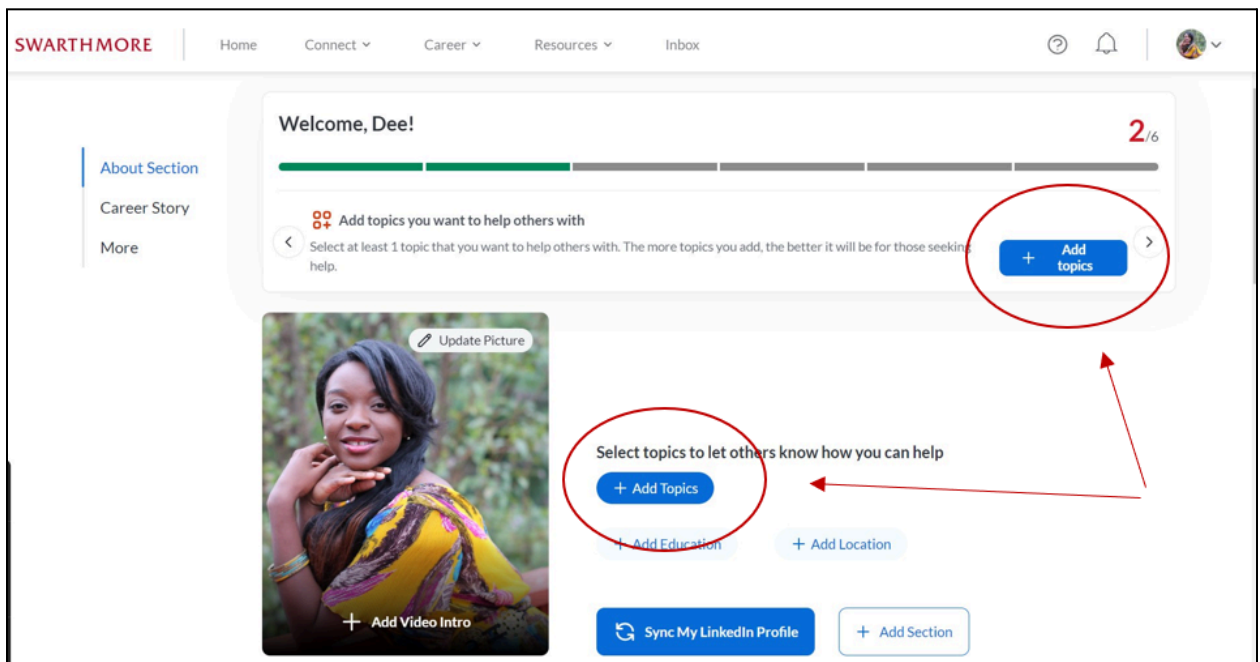 SWARTHMORE Home Connect Career Resources Inbox
Welcome, Dee!
2/6
About Section
Career Story
More
Add topics you want to help others with
Select at least 1 topic that you want to help others with. The more topics you add, the better it will be for those seeking
help.
+ Add
topics
Update Picture
Select topics to let others know how you can help
+ Add Topics
+ Add Education + Add Location
+ Add Video Intro
Sync My LinkedIn Profile + Add Section